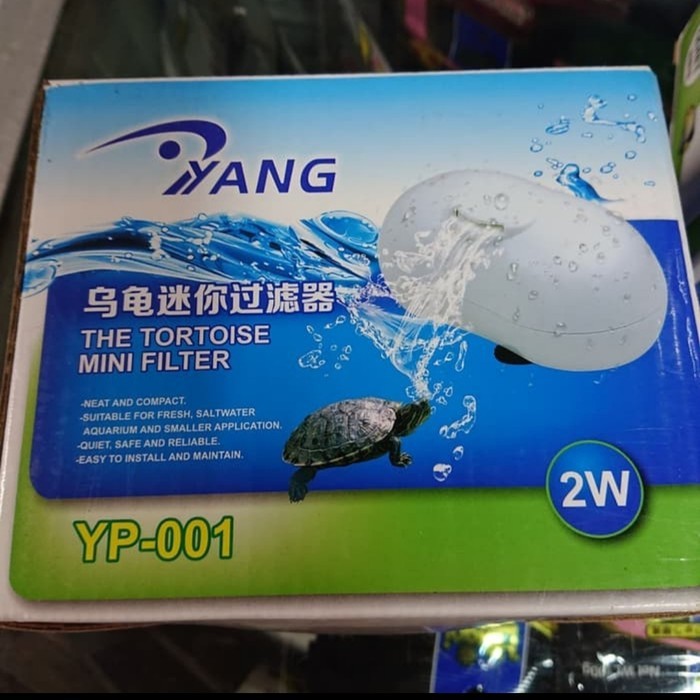 YANG
乌龟迷你过滤器
THE TORTOISE
MINI FILTER
-NEAT AND COMPACT.
-SUITABLE FOR FRESH, SALTWATER
AQUARIUM AND SMALLER APPLICATION.
-QUIET, SAFE AND RELIABLE.
-EASY TO INSTALL AND MAINTAIN.
2W
YP-001